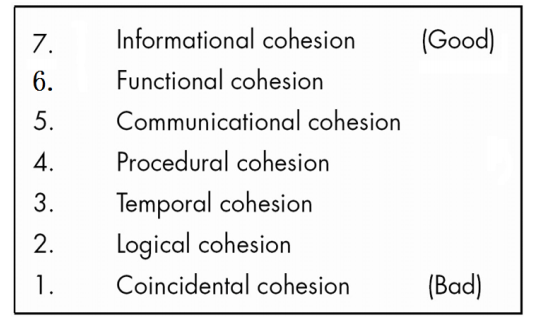 7. Informational cohesion (Good)
6. Functional cohesion
5. Communicational cohesion
4. Procedural cohesion
3. Temporal cohesion
2. Logical cohesion
1. Coincidental cohesion (Bad)